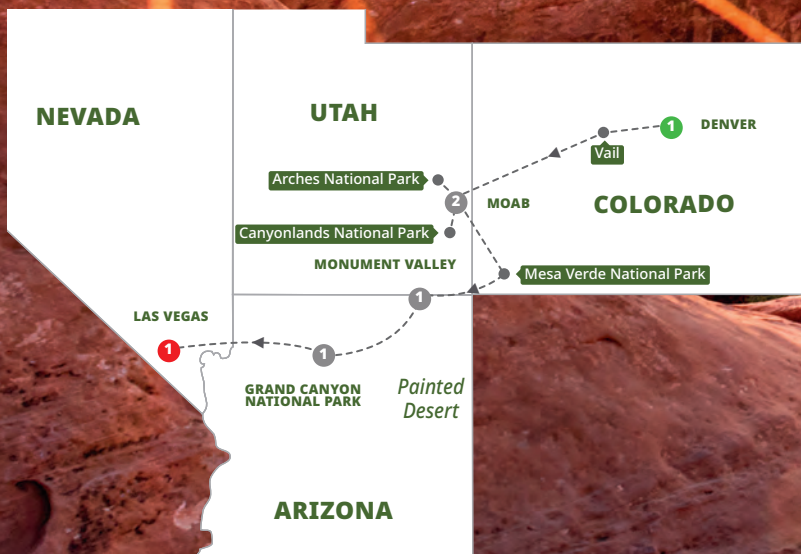 NEVADA
UTAH
1
DENVER
Vail
Arches National Park
2
MOAB
COLORADO
Canyonlands National Park
MONUMENT VALLEY
Mesa Verde National Park
1
LAS VEGAS
1
1
GRAND CANYON
NATIONAL PARK
Painted
Desert
ARIZONA